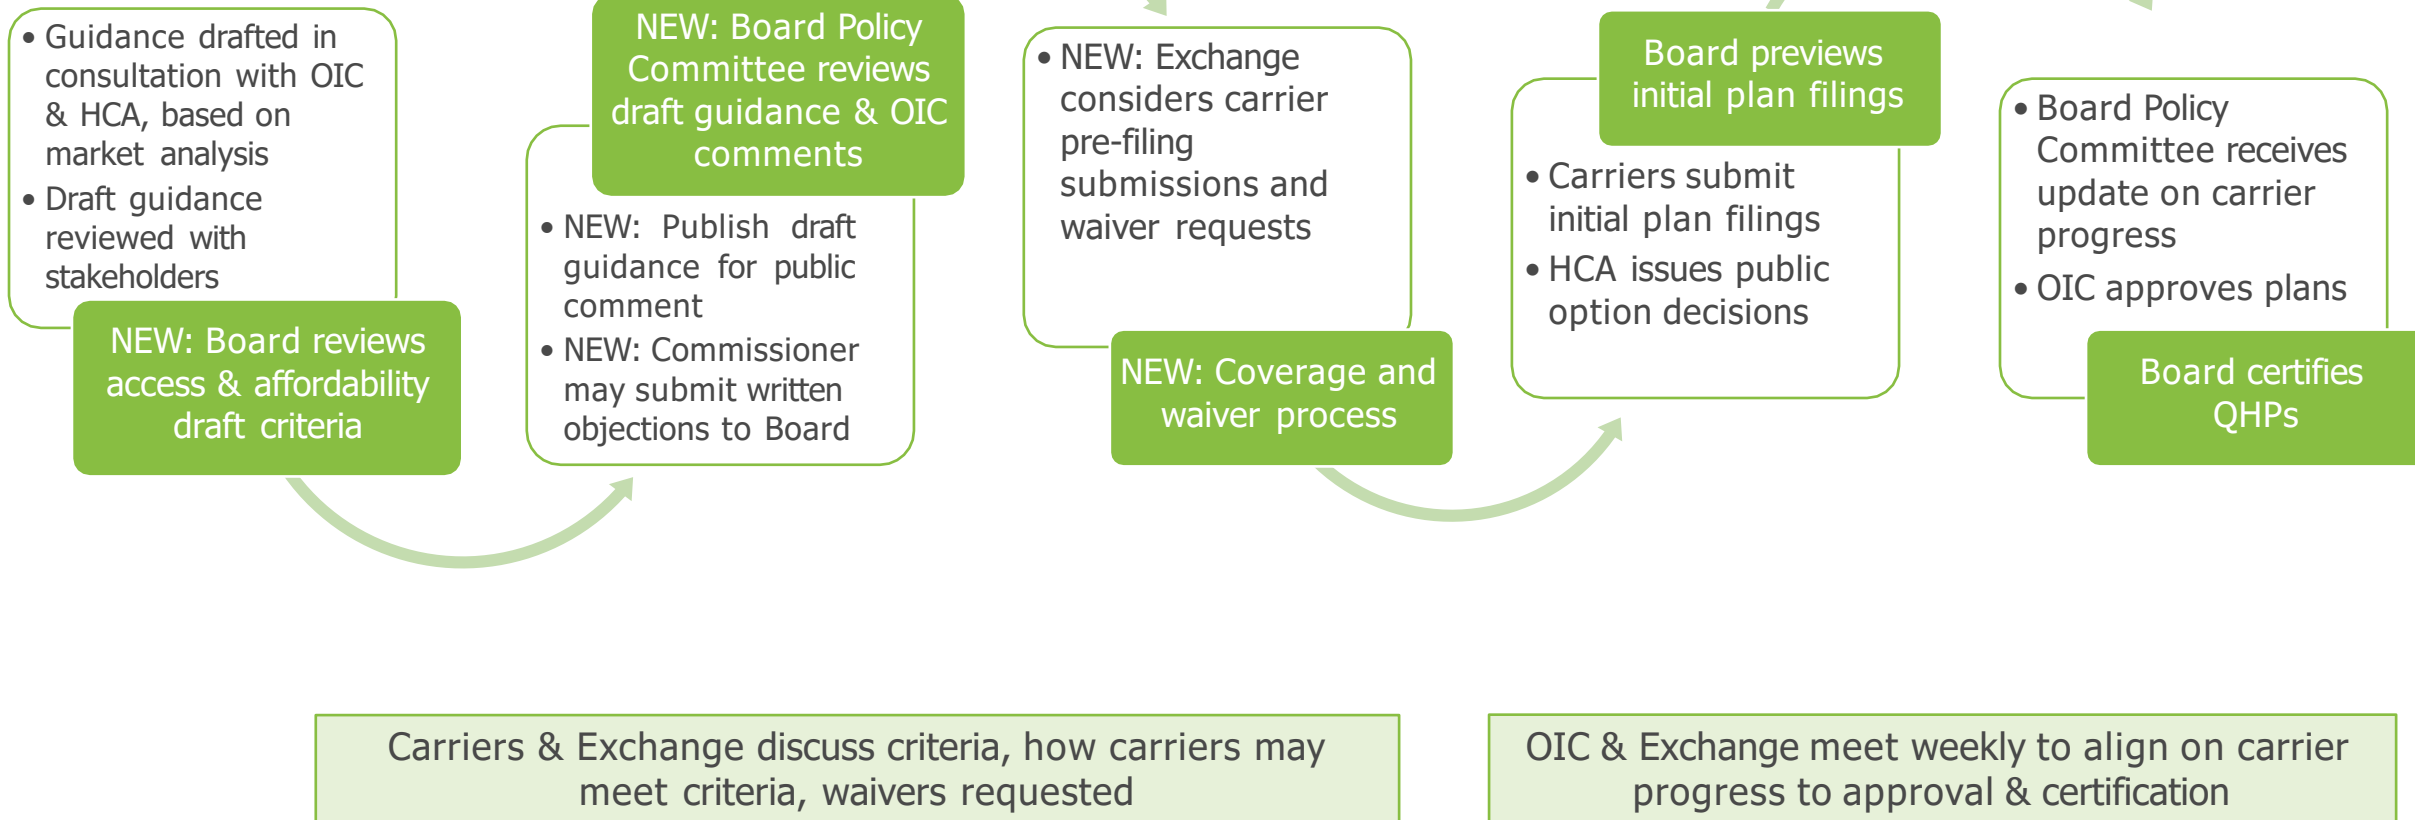 • Guidance drafted in
consultation with OIC
& HCA, based on
market analysis
• Draft guidance
reviewed with
stakeholders
NEW: Board reviews
access & affordability
draft criteria
NEW: Board Policy
Committee reviews
draft guidance & OIC
comments
• NEW: Publish draft
guidance for public
comment
• NEW: Commissioner
may submit written
objections to Board
• NEW: Exchange
considers carrier
pre-filing
submissions and
waiver requests
NEW: Coverage and
waiver process
Board previews
initial plan filings
• Carriers submit
initial plan filings
• HCA issues public
option decisions
• Board Policy
Committee receives
update on carrier
progress
• OIC approves plans
Board certifies
QHPs
Carriers & Exchange discuss criteria, how carriers may
meet criteria, waivers requested
OIC & Exchange meet weekly to align on carrier
progress to approval & certification